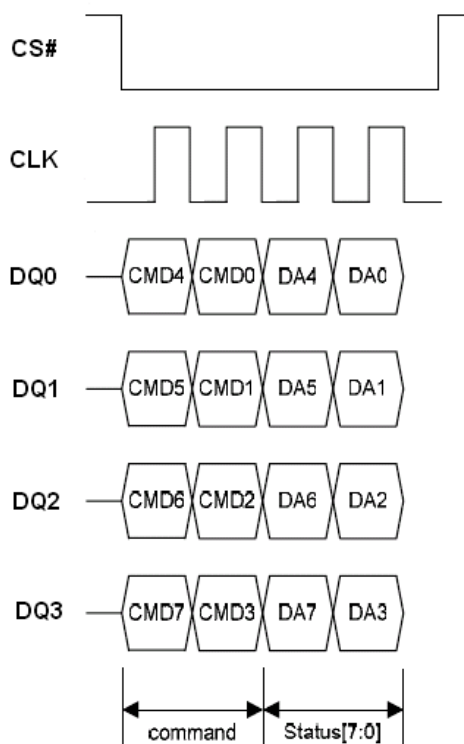 CS#
CLK
DQ0 CMD4 CMD0 DA4 DA0
DQ1 CMD5 CMD1 DA5 DA1
DQ2 CMD6 CMD2 DA6 DA2
DQ3 CMD7 CMD3 DA7 DA3
command Status[7:0]